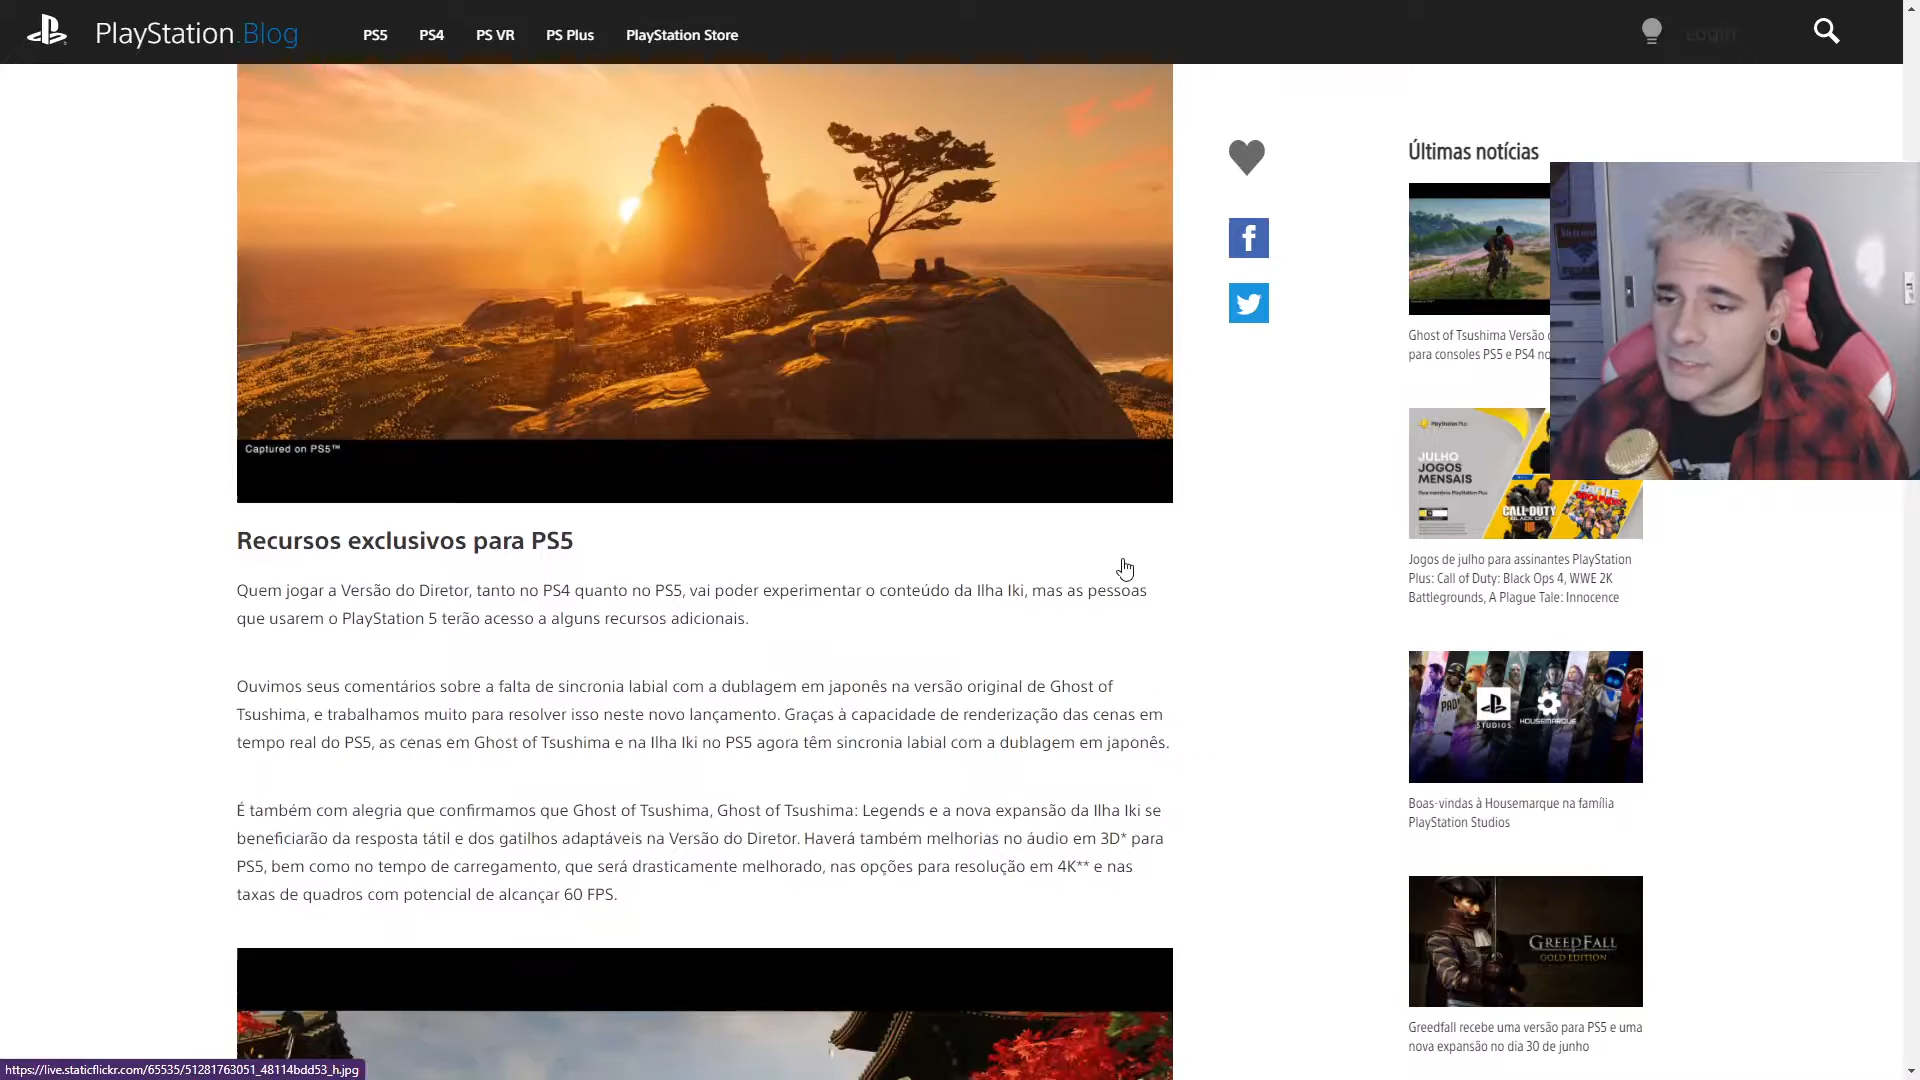 PlayStation.Blog
PS5
PS4
PS VR
PS Plus
PlayStation Store
Login
Captured on PS5™
Recursos exclusivos para PS5
Quem jogar a Versão do Diretor, tanto no PS4 quanto no PS5, vai poder experimentar o conteúdo da Ilha Iki, mas as pessoas
que usarem o PlayStation 5 terão acesso a alguns recursos adicionais.
Ouvimos seus comentários sobre a falta de sincronia labial com a dublagem em japonês na versão original de Ghost of
Tsushima, e trabalhamos muito para resolver isso neste novo lançamento. Graças à capacidade de renderização das cenas em
tempo real do PS5, as cenas em Ghost of Tsushima e na Ilha Iki no PS5 agora têm sincronia labial com a dublagem em japonês.
É também com alegria que confirmamos que Ghost of Tsushima, Ghost of Tsushima: Legends e a nova expansão da Ilha Iki se
beneficiarão da resposta tátil e dos gatilhos adaptáveis na Versão do Diretor. Haverá também melhorias no áudio em 3D* para
PS5, bem como no tempo de carregamento, que será drasticamente melhorado, nas opções para resolução em 4K** e nas
taxas de quadros com potencial de alcançar 60 FPS.
Últimas notícias
Ghost of Tsushima Versão
para consoles PS5 e PS4
PlayStation Plus
JULHO
JOGOS
MENSAIS
Para membros PlayStation Plus
CALL OF DUTY
BLACK OPS
BATTLE
GROUNDS
Jogos de julho para assinantes PlayStation
Plus: Call of Duty: Black Ops 4, WWE 2K
Battlegrounds, A Plague Tale: Innocence
STUDIOS
HOUSEMARQUE
Boas-vindas à Housemarque na família
PlayStation Studios
GREEDFALL
GOLD EDITION
Greedfall recebe uma versão para PS5 e uma
nova expansão no dia 30 de junho
https://live.staticflickr.com/65535/51281763051_48114bdd53_h.jpg